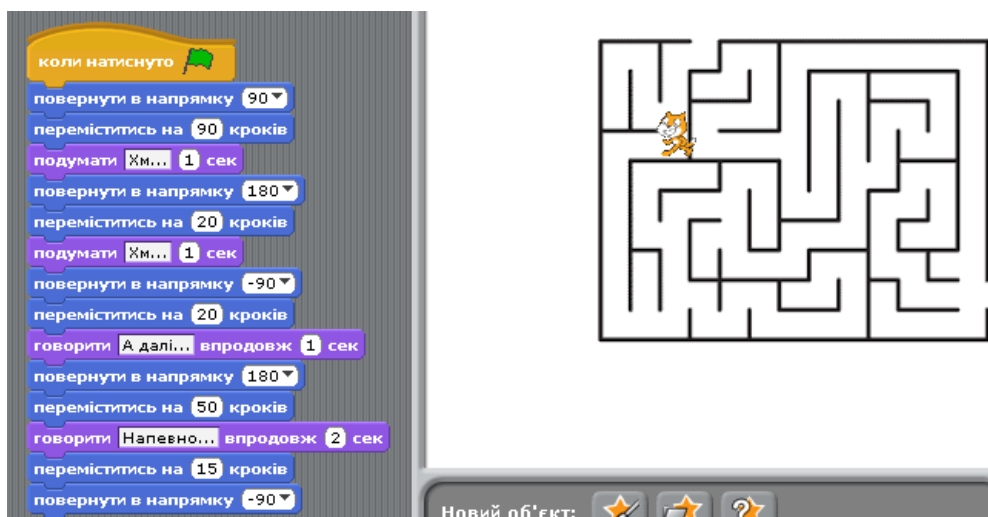 коли натиснуто
повернути в напрямку 90
переміститись на 90 кроків
подумати Хм... 1 сек
повернути в напрямку 180
переміститись на 20 кроків
подумати Хм... 1 сек
повернути в напрямку -90
переміститись на 20 кроків
говорити А далі... впродовж 1 сек
повернути в напрямку 180
переміститись на 50 кроків
говорити Напевно... впродовж 2 сек
переміститись на 15 кроків
повернути в напрямку -90
Новий об'єкт: